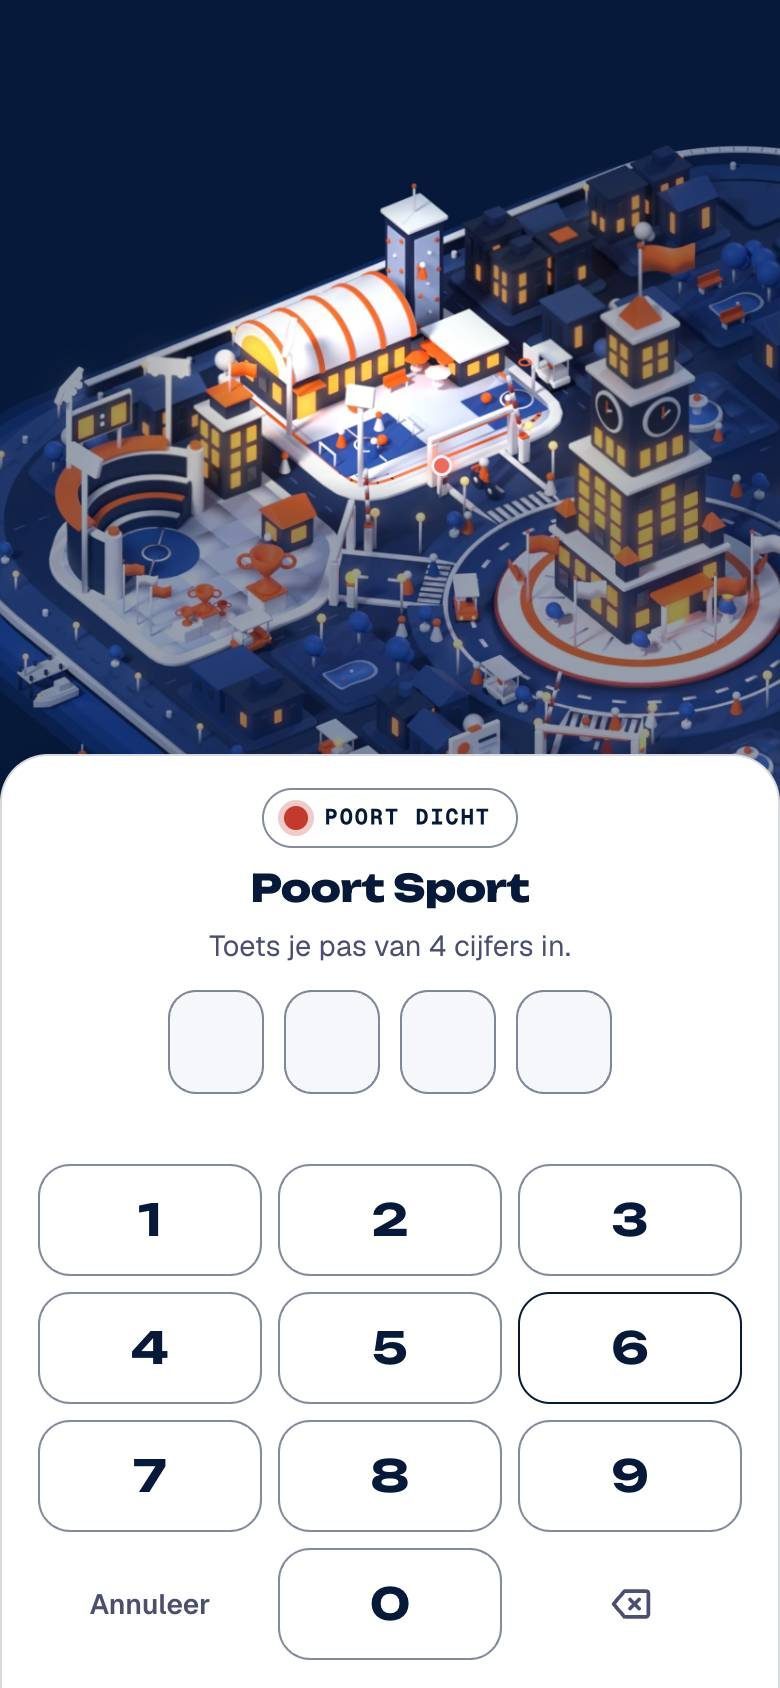 POORT DICHT
Poort Sport
Toets je pas van 4 cijfers in.
1 2 3
4 5 6
7 8 9
Annuleer 0